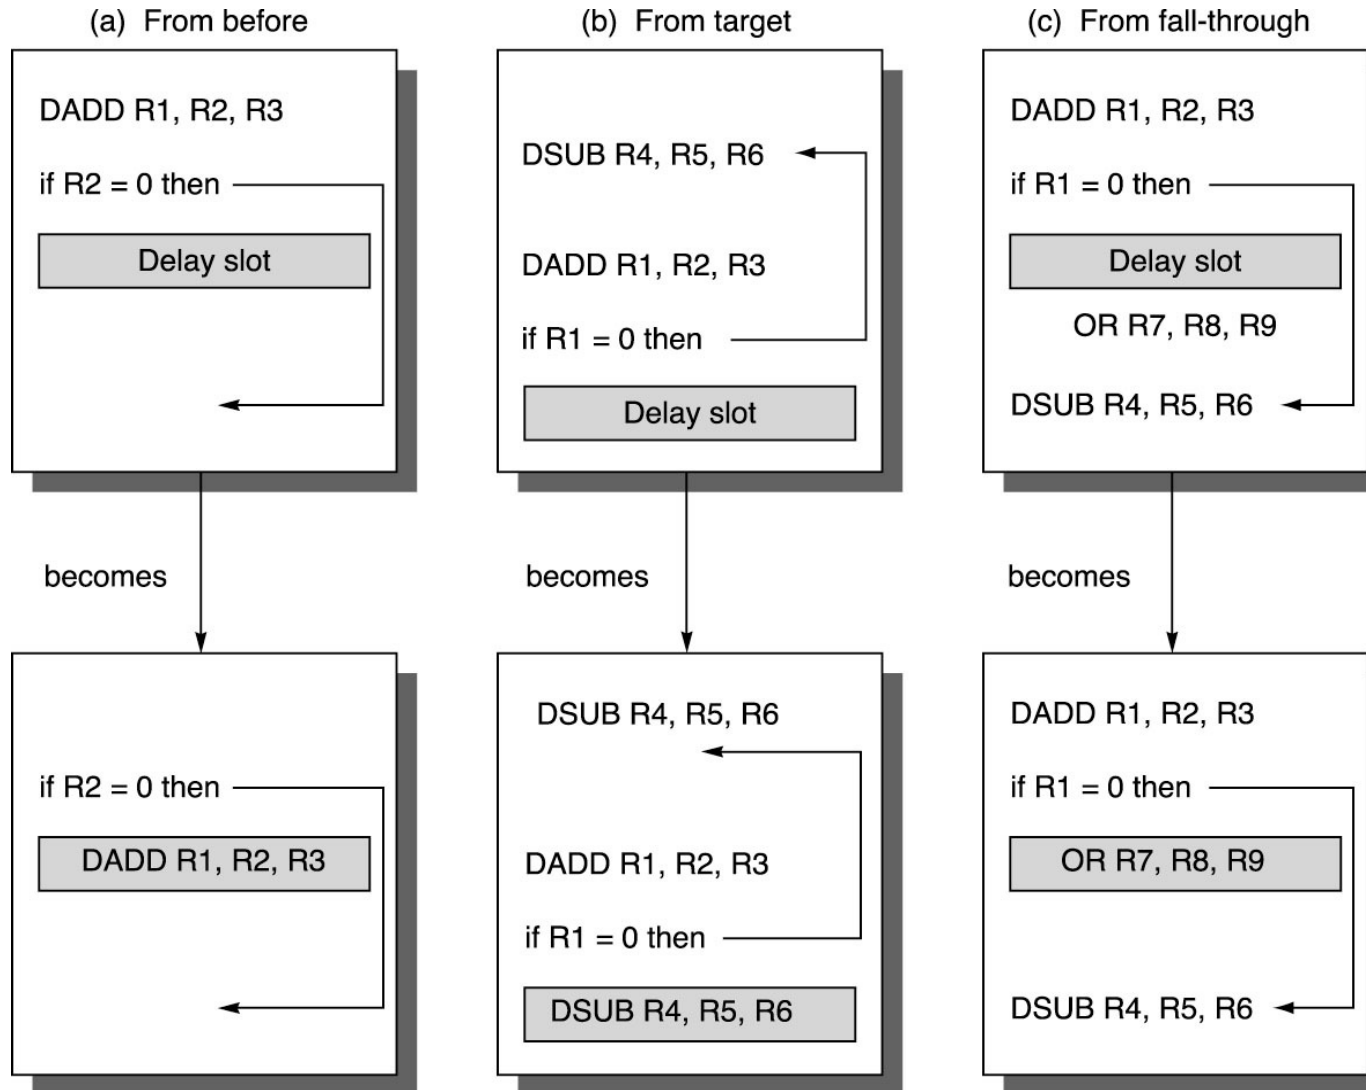 (a) From before
DADD R1, R2, R3
if R2 = 0 then
Delay slot
becomes
if R2 = 0 then
DADD R1, R2, R3
(b) From target
DSUB R4, R5, R6
DADD R1, R2, R3
if R1 = 0 then
Delay slot
becomes
DSUB R4, R5, R6
DADD R1, R2, R3
if R1 = 0 then
DSUB R4, R5, R6
(c) From fall-through
DADD R1, R2, R3
if R1 = 0 then
Delay slot
OR R7, R8, R9
DSUB R4, R5, R6
becomes
DADD R1, R2, R3
if R1 = 0 then
OR R7, R8, R9
DSUB R4, R5, R6